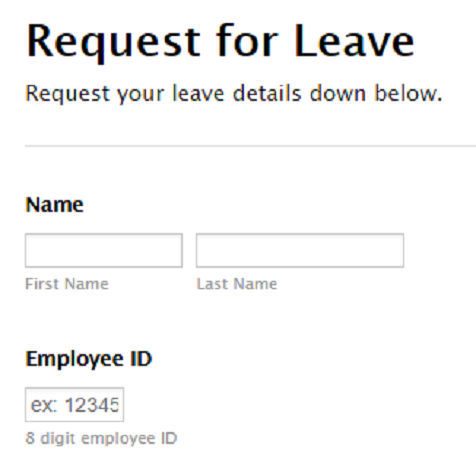 Request for Leave
Request your leave details down below.
Name
First Name Last Name
Employee ID
ex: 12345
8 digit employee ID